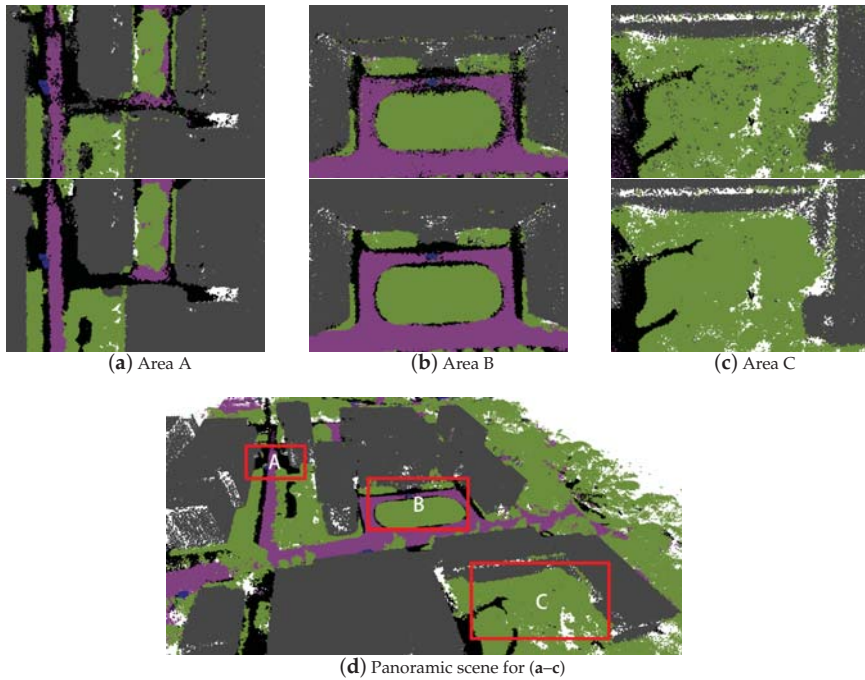 (a) Area A
(b) Area B
(c) Area C
A
B
C
(d) Panoramic scene for (a–c)